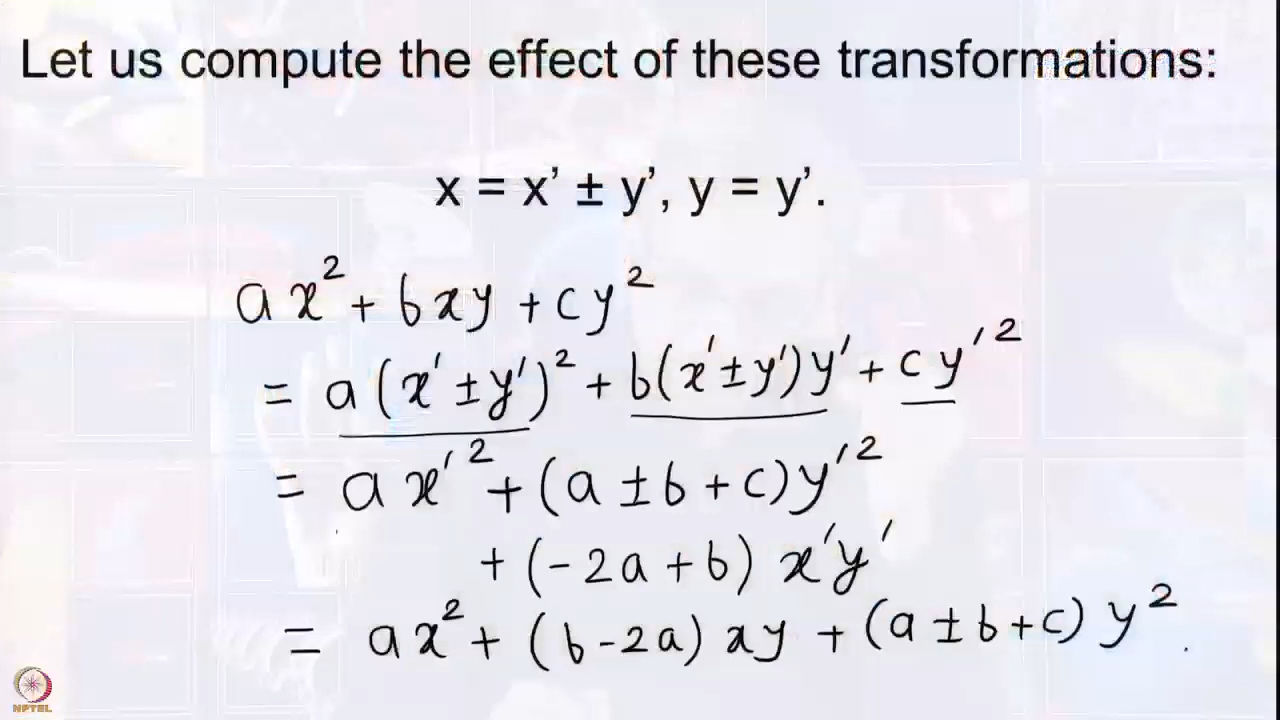 Let us compute the effect of these transformations:
x = x' ± y', y = y'.
ax² + bxy + cy²
= a(x' ± y')² + b(x' ± y')y' + cy'²
= ax'² + (a ± b + c)y'²
+ (-2a + b) x'y'
= ax² + (b - 2a) xy + (a ± b + c) y².
NPTEL